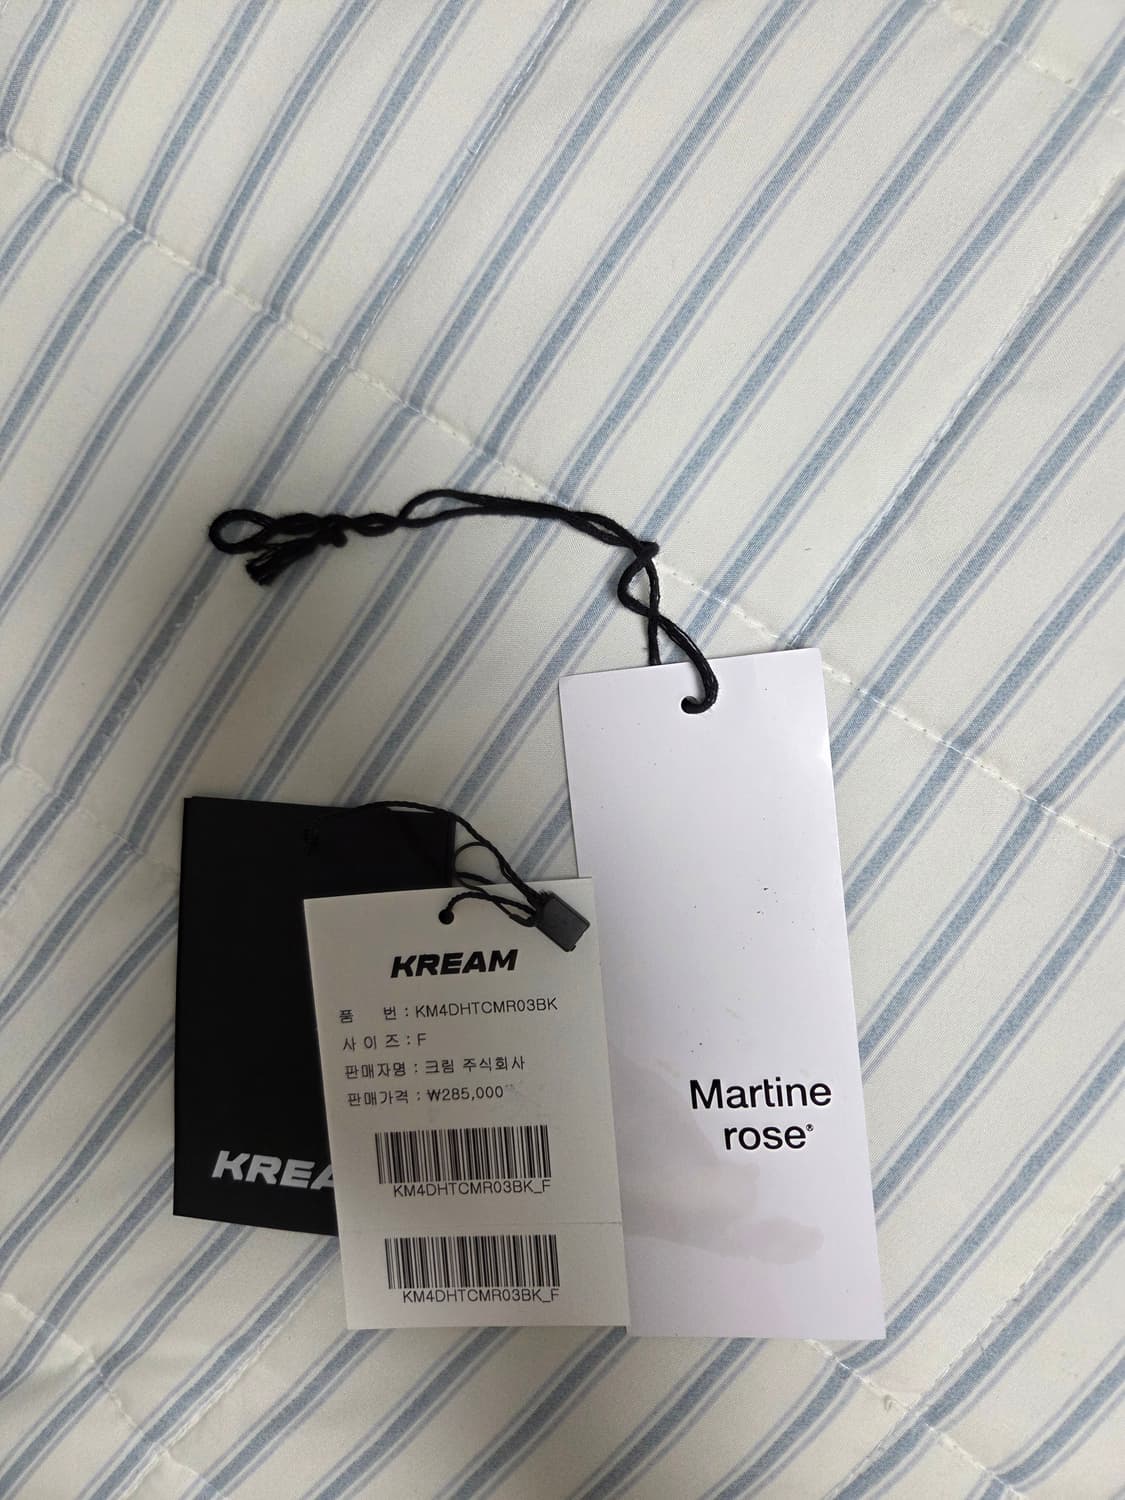 KREAM
품 번 : KM4DHTCMR03BK
사 이 즈 : F
판매자명 : 크림 주식회사
판매가격 : ₩285,000
KM4DHTCMR03BK_F
KM4DHTCMR03BK_F
KREA
Martine
rose®